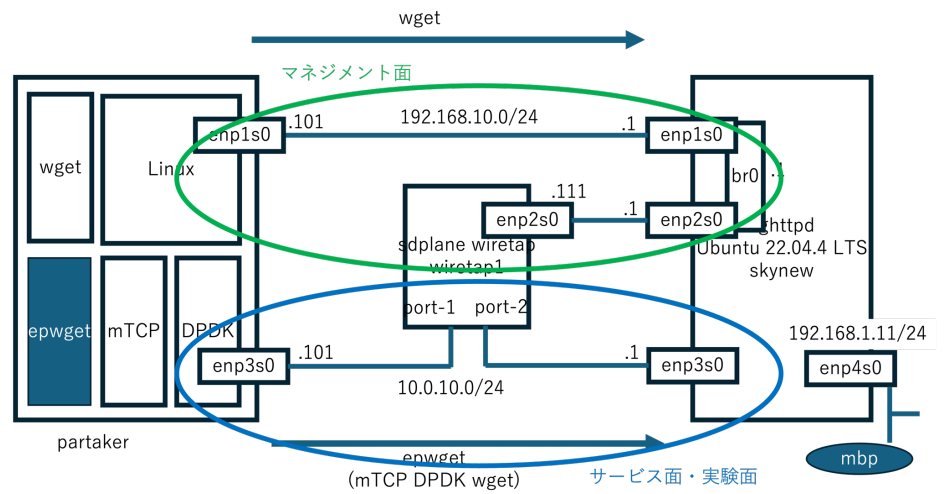 wget
マネジメント面
enp1s0
.101
192.168.10.0/24
.1
enp1s0
wget
Linux
br0
.1
.111
enp2s0
.1
enp2s0
sdplane wiretap
wiretap1
ghttpd
Ubuntu 22.04.4 LTS
skynew
epwget
mTCP
DPDK
port-1
port-2
192.168.1.11/24
enp3s0
.101
.1
enp3s0
enp4s0
10.0.10.0/24
partaker
epwget
(mTCP DPDK wget)
サービス面・実験面
mbp